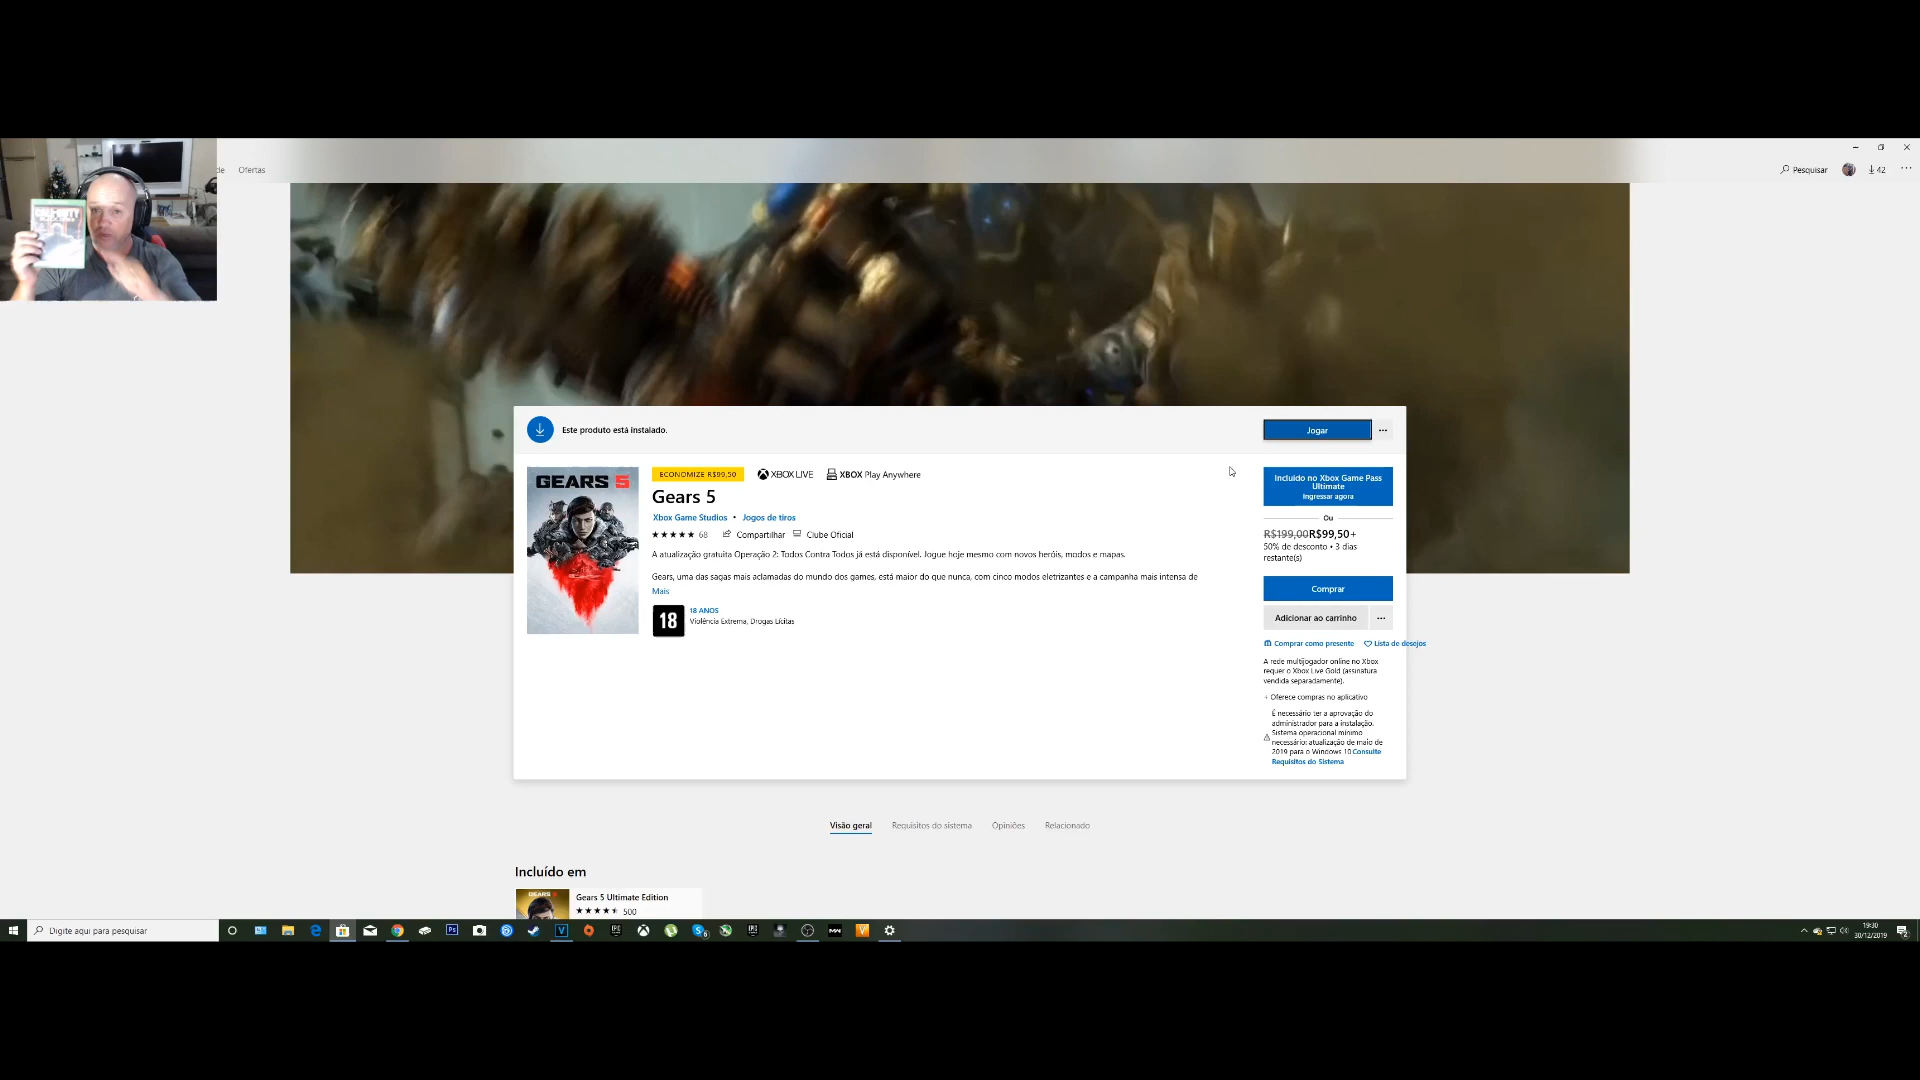 de Ofertas
Pesquisar
42
Este produto está instalado.
Jogar
GEARS 5
ECONOMIZE R$99,50
XBOX LIVE
XBOX Play Anywhere
Gears 5
Xbox Game Studios • Jogos de tiros
68 Compartilhar Clube Oficial
A atualização gratuita Operação 2: Todos Contra Todos já está disponível. Jogue hoje mesmo com novos heróis, modos e mapas.
Gears, uma das sagas mais aclamadas do mundo dos games, está maior do que nunca, com cinco modos eletrizantes e a campanha mais intensa de
Mais
18
18 ANOS
Violência Extrema, Drogas Lícitas
Incluído no Xbox Game Pass
Ultimate
Ingressar agora
Ou
R$199,00R$99,50+
50% de desconto • 3 dias
restante(s)
Comprar
Adicionar ao carrinho
Comprar como presente Lista de desejos
A rede multijogador online no Xbox
requer o Xbox Live Gold (assinatura
vendida separadamente).
+ Oferece compras no aplicativo
É necessário ter a aprovação do
administrador para a instalação.
Sistema operacional mínimo
necessário: atualização de maio de
2019 para o Windows 10 Consulte
Requisitos do Sistema
Visão geral Requisitos do sistema Opiniões Relacionado
Incluído em
GEARS 5
Gears 5 Ultimate Edition
500
Digite aqui para pesquisar
19:30
30/12/2019